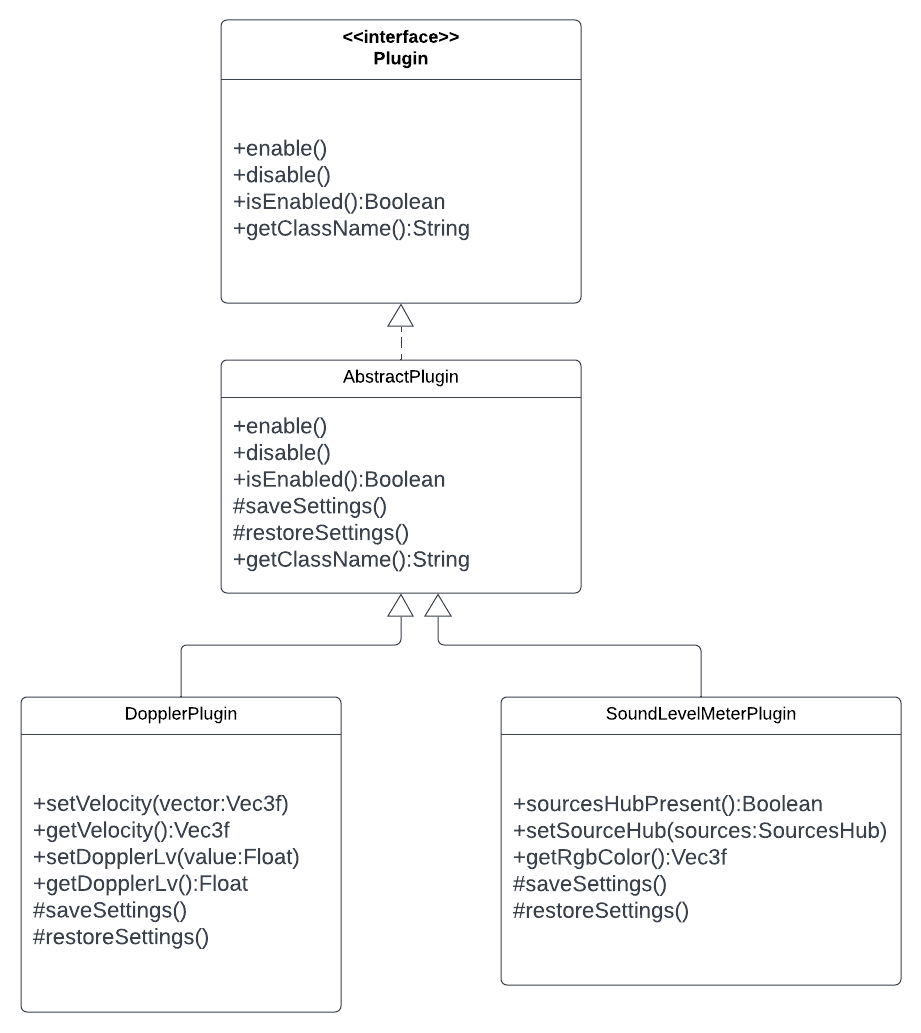 <<interface>>
Plugin
+enable()
+disable()
+isEnabled():Boolean
+getClassName():String
AbstractPlugin
+enable()
+disable()
+isEnabled():Boolean
#saveSettings()
#restoreSettings()
+getClassName():String
DopplerPlugin
+setVelocity(vector:Vec3f)
+getVelocity():Vec3f
+setDopplerLv(value:Float)
+getDopplerLv():Float
#saveSettings()
#restoreSettings()
SoundLevelMeterPlugin
+sourcesHubPresent():Boolean
+setSourceHub(sources:SourcesHub)
+getRgbColor():Vec3f
#saveSettings()
#restoreSettings()